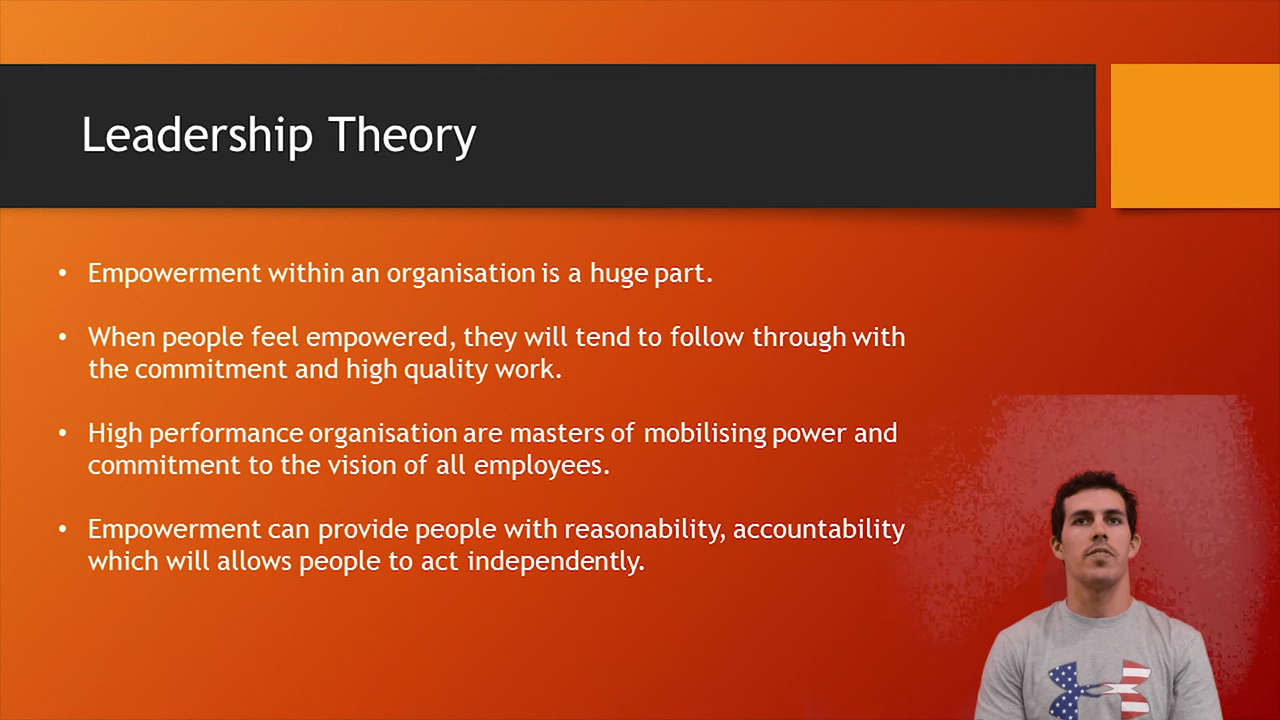 Leadership Theory
• Empowerment within an organisation is a huge part.
• When people feel empowered, they will tend to follow through with
the commitment and high quality work.
• High performance organisation are masters of mobilising power and
commitment to the vision of all employees.
• Empowerment can provide people with reasonability, accountability
which will allows people to act independently.